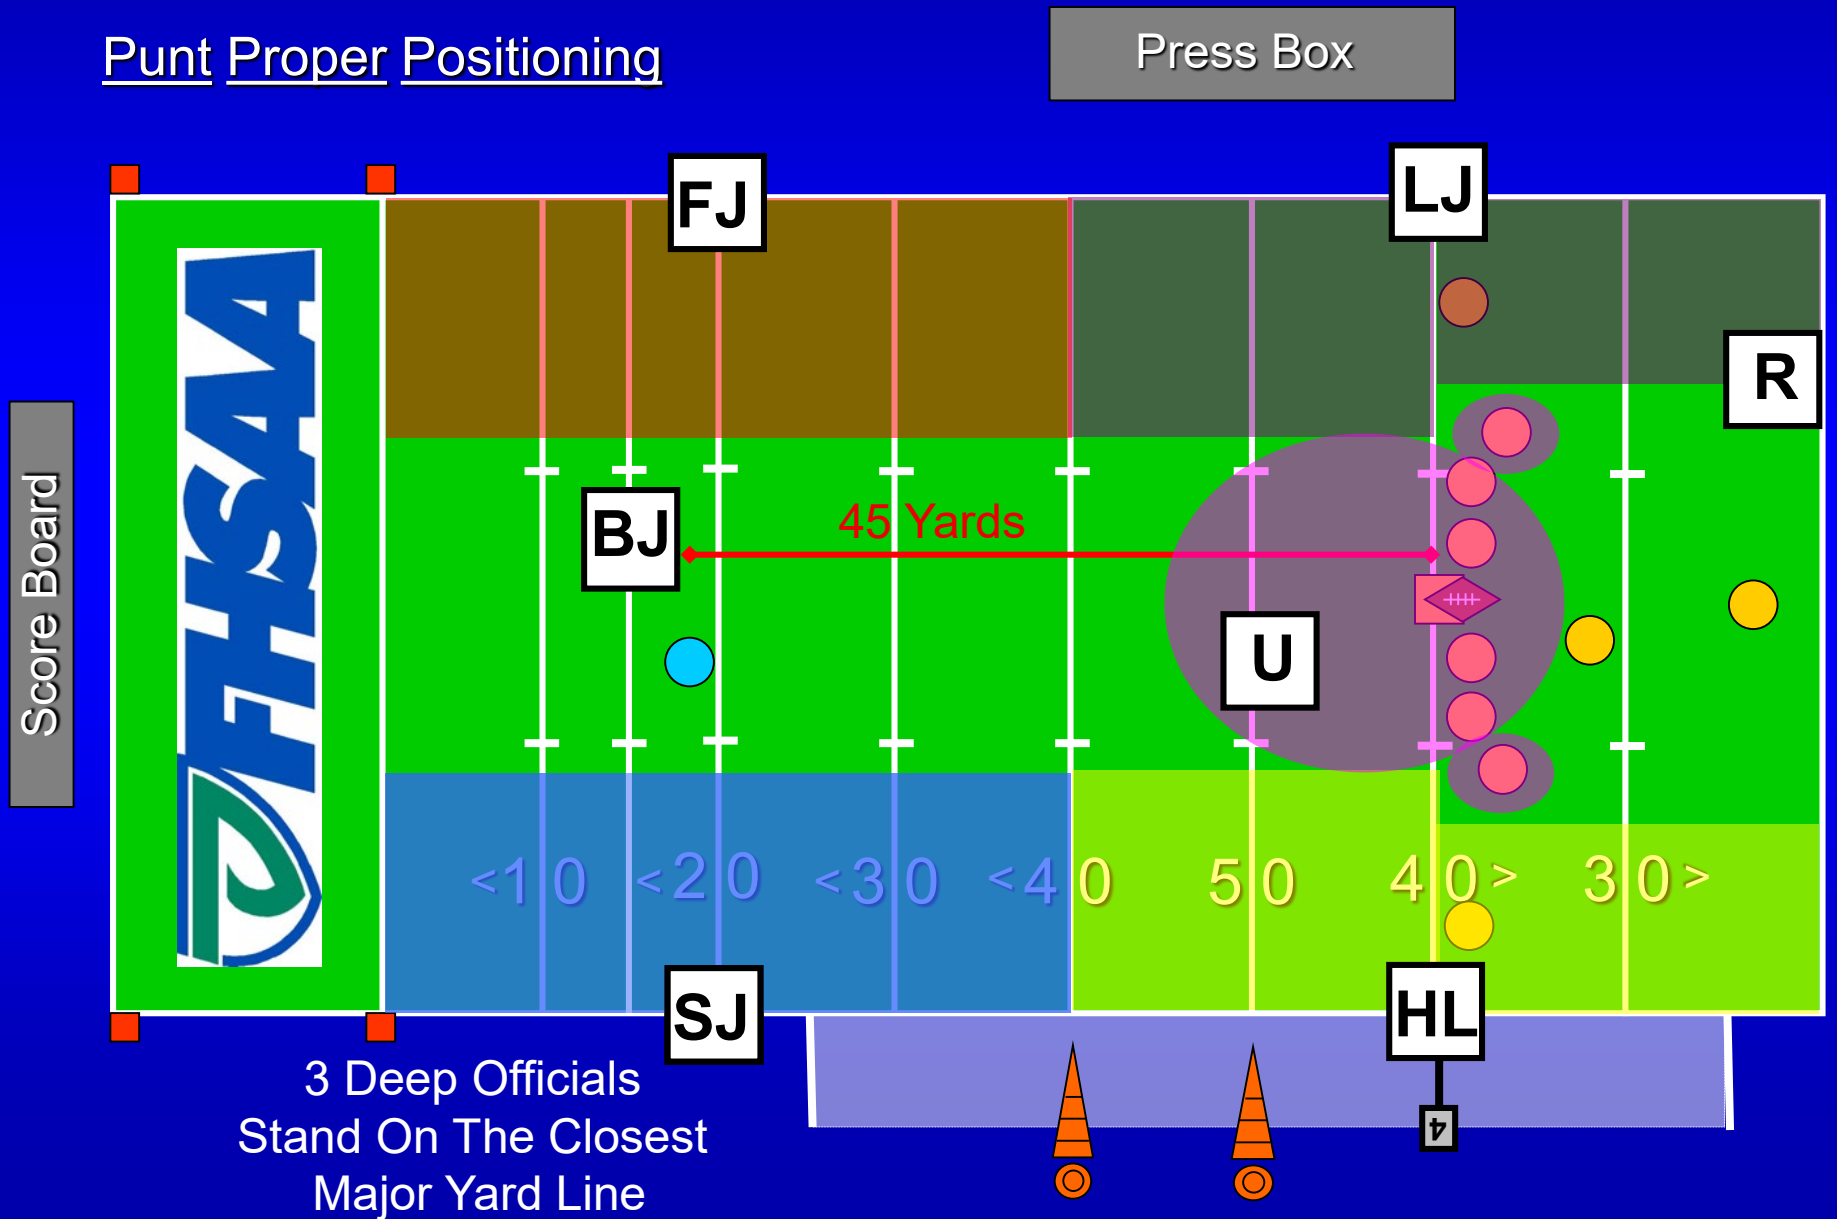 Punt Proper Positioning
Press Box
FJ
LJ
R
FHSAA
Score Board
BJ
45 Yards
U
<10 <20 <30 <40 50 40> 30>
SJ
HL
4
3 Deep Officials
Stand On The Closest
Major Yard Line